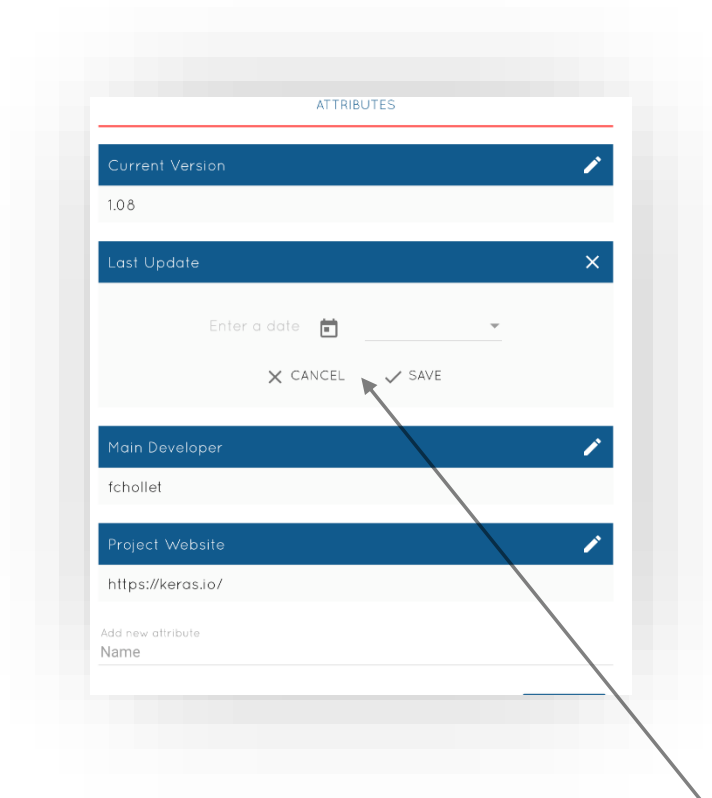 ATTRIBUTES
Current Version
1.08
Last Update
Enter a date
CANCEL SAVE
Main Developer
fchollet
Project Website
https://keras.io/
Add new attribute
Name